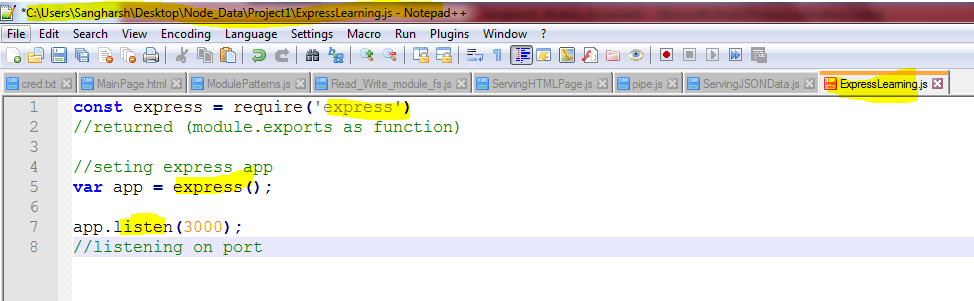 *C:\Users\Sangharsh\Desktop\Node_Data\Project1\ExpressLearning.js - Notepad++
File Edit Search View Encoding Language Settings Macro Run Plugins Window ?
cred.txt MainPage.html ModulePatterns.js Read_Write_module_fs.js ServingHTMLPage.js pipe.js ServingJSONData.js ExpressLearning.js
1 const express = require('express')
2 //returned (module.exports as function)
3
4 //seting express app
5 var app = express();
6
7 app.listen(3000);
8 //listening on port